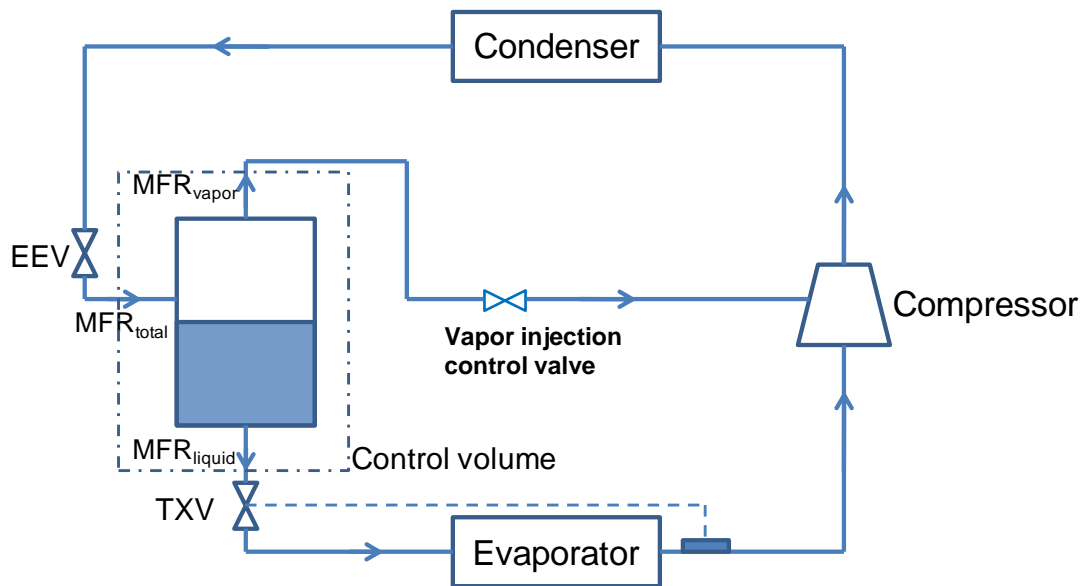 Condenser
MFRvapor
EEV
MFRtotal
Vapor injection
control valve
Compressor
MFRliquid
Control volume
TXV
Evaporator